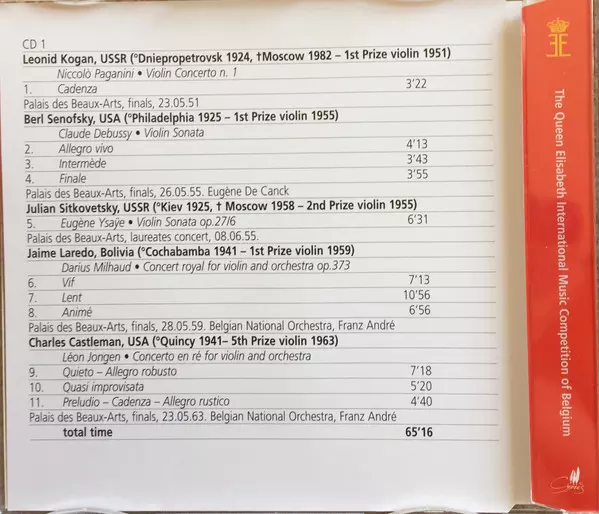 CD 1
Leonid Kogan, USSR (°Dniepropetrovsk 1924, †Moscow 1982 – 1st Prize violin 1951)
Niccolò Paganini • Violin Concerto n. 1
1. Cadenza 3’22
Palais des Beaux-Arts, finals, 23.05.51
Berl Senofsky, USA (°Philadelphia 1925 – 1st Prize violin 1955)
Claude Debussy • Violin Sonata
2. Allegro vivo 4’13
3. Intermède 3’43
4. Finale 3’55
Palais des Beaux-Arts, finals, 26.05.55. Eugène De Canck
Julian Sitkovetsky, USSR (°Kiev 1925, † Moscow 1958 – 2nd Prize violin 1955)
5. Eugène Ysaÿe • Violin Sonata op.27/6 6’31
Palais des Beaux-Arts, laureates concert, 08.06.55.
Jaime Laredo, Bolivia (°Cochabamba 1941 – 1st Prize violin 1959)
Darius Milhaud • Concert royal for violin and orchestra op.373
6. Vif 7’13
7. Lent 10’56
8. Animé 6’56
Palais des Beaux-Arts, finals, 28.05.59. Belgian National Orchestra, Franz André
Charles Castleman, USA (°Quincy 1941– 5th Prize violin 1963)
Léon Jongen • Concerto en ré for violin and orchestra
9. Quieto – Allegro robusto 7’18
10. Quasi improvisata 5’20
11. Preludio – Cadenza – Allegro rustico 4’40
Palais des Beaux-Arts, finals, 23.05.63. Belgian National Orchestra, Franz André
total time 65’16
The Queen Elisabeth International Music Competition of Belgium